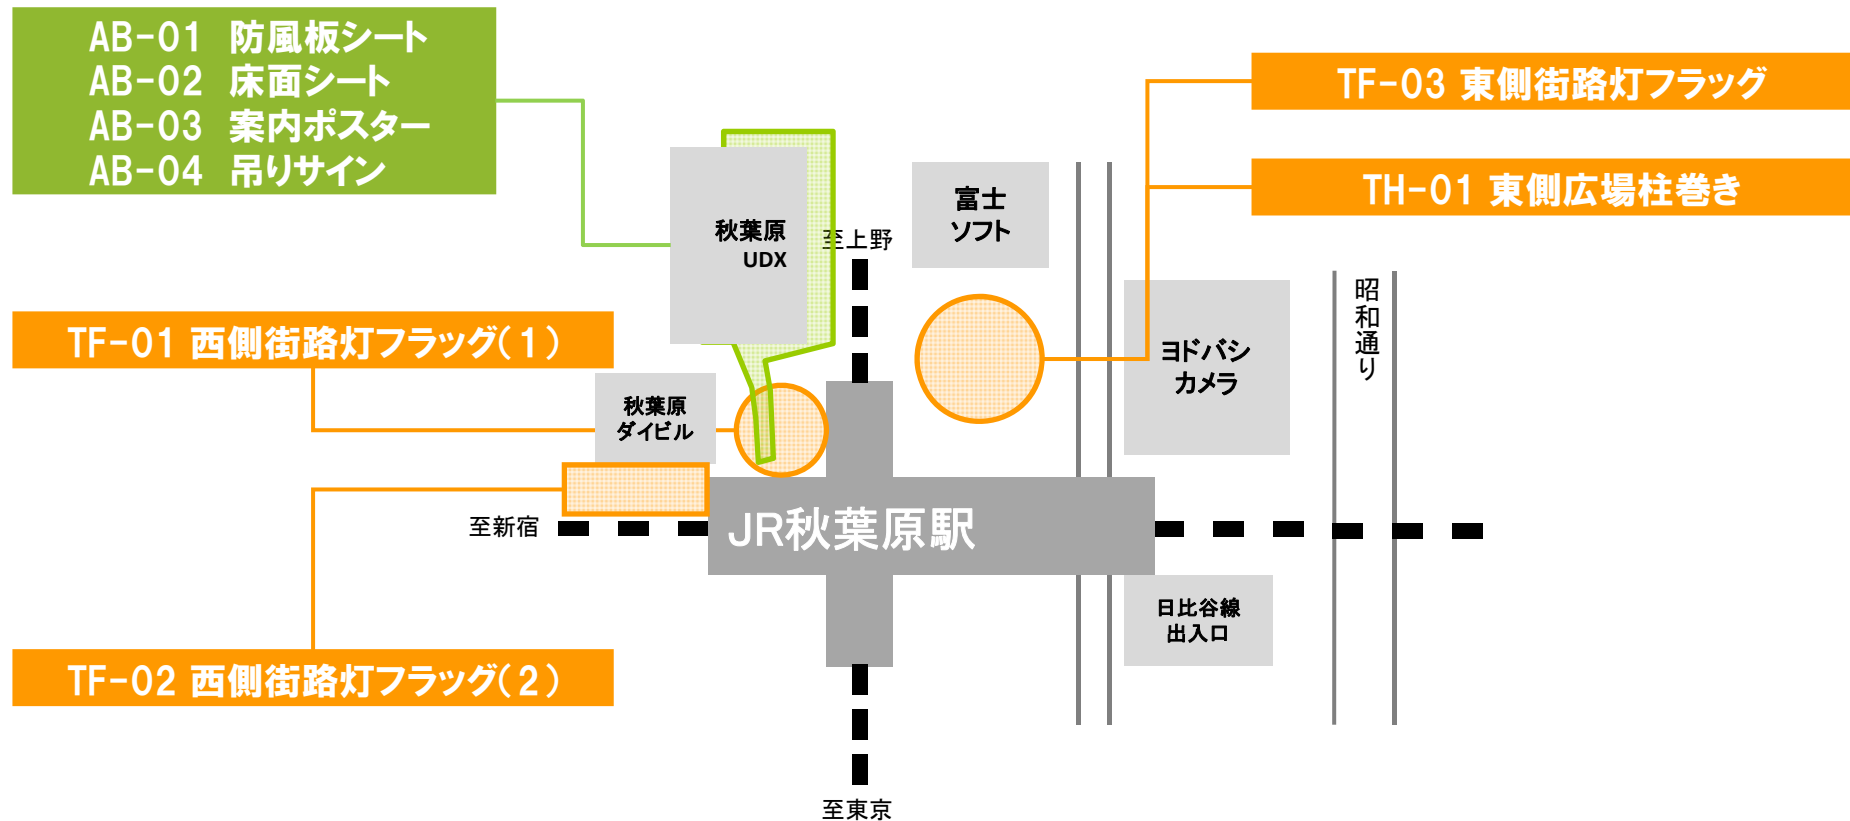 AB-01 防風板シート
AB-02 床面シート
AB-03 案内ポスター
AB-04 吊りサイン
TF-03 東側街路灯フラッグ
TH-01 東側広場柱巻き
秋葉原
UDX
至上野
富士
ソフト
昭和通り
TF-01 西側街路灯フラッグ(1)
ヨドバシ
カメラ
秋葉原
ダイビル
至新宿
JR秋葉原駅
日比谷線
出入口
TF-02 西側街路灯フラッグ(2)
至東京